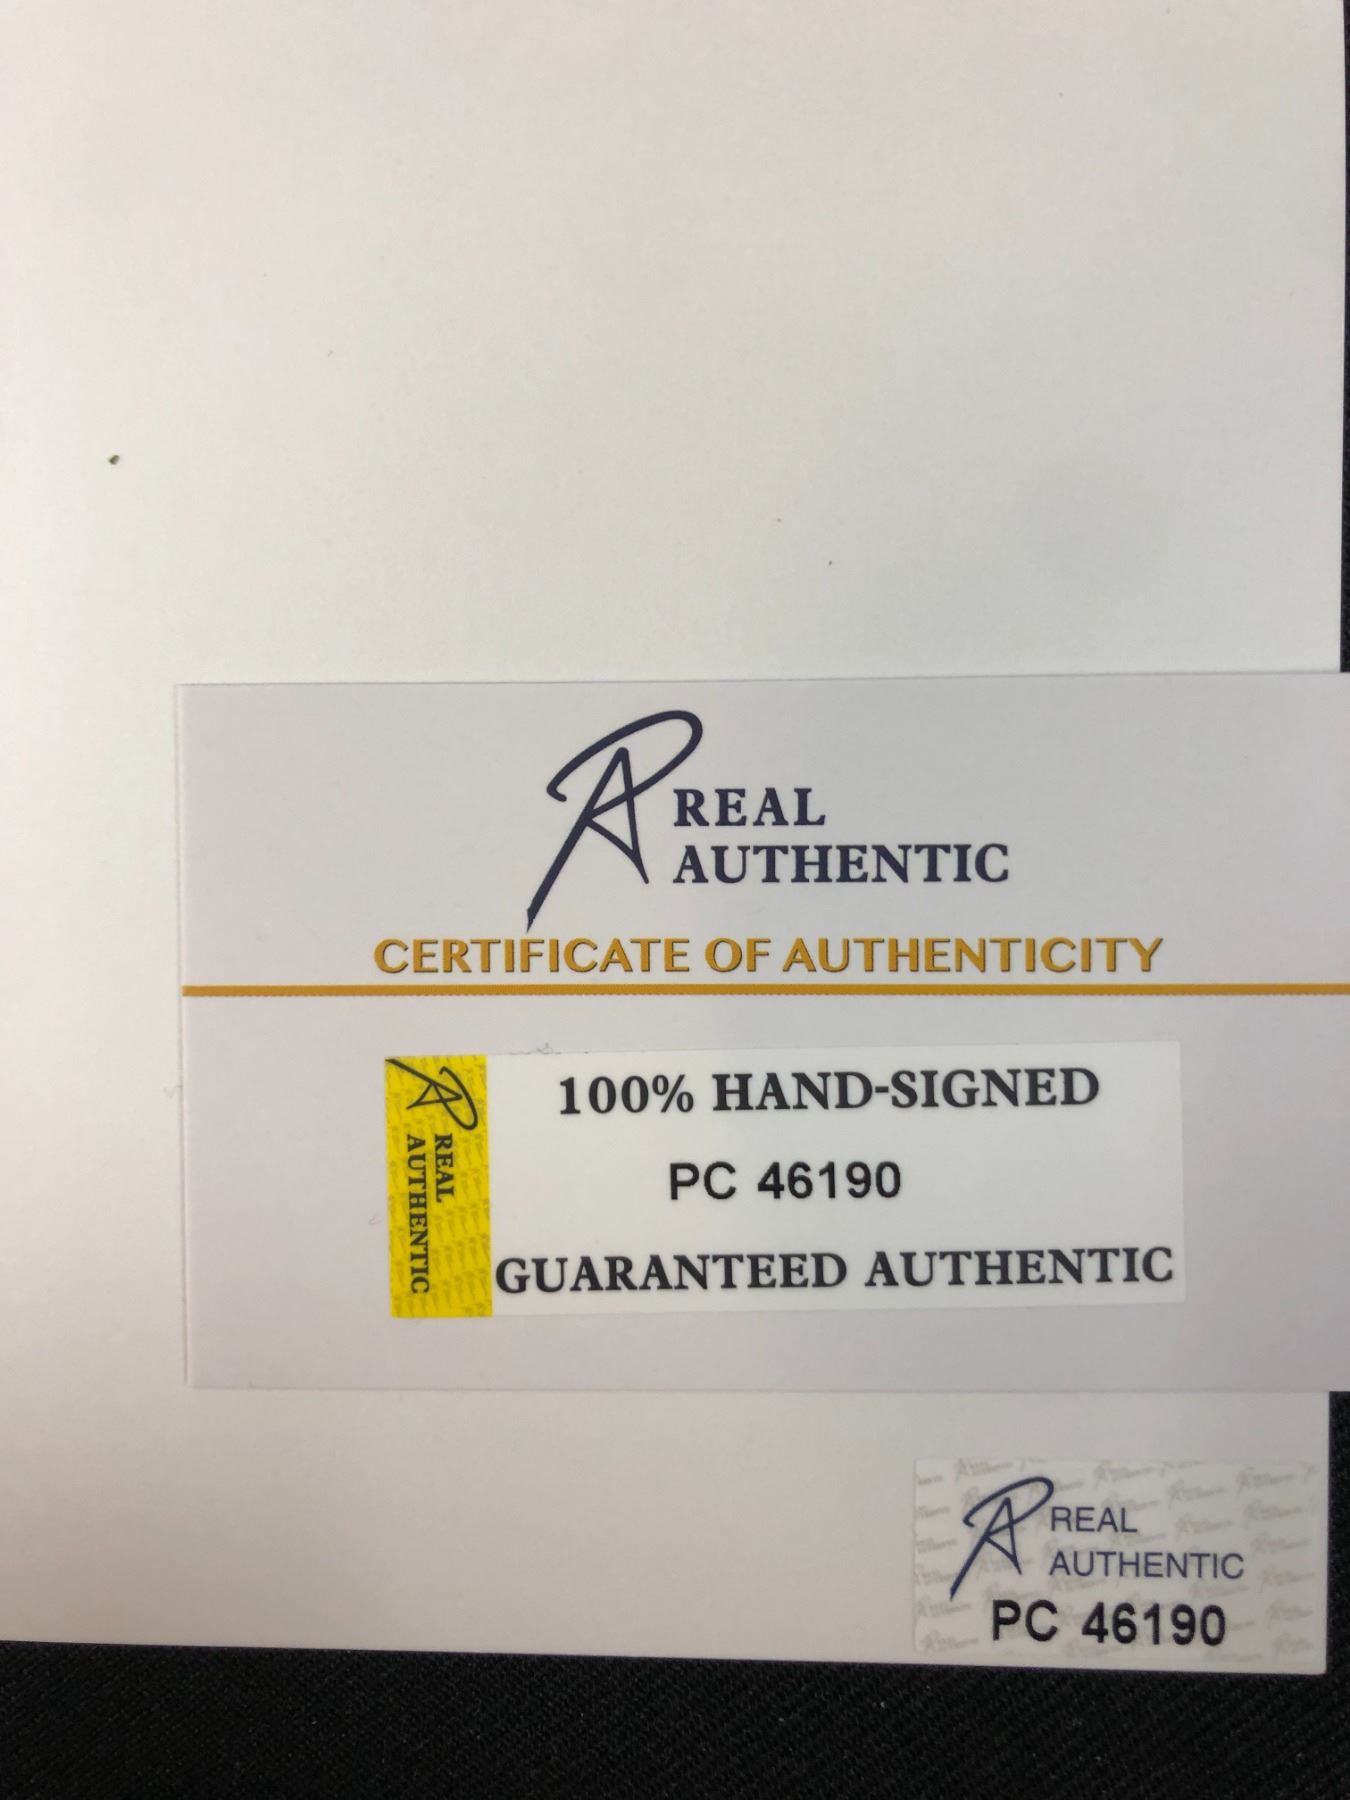 REAL
AUTHENTIC
CERTIFICATE OF AUTHENTICITY
REAL
AUTHENTIC
100% HAND-SIGNED
PC 46190
GUARANTEED AUTHENTIC
REAL
AUTHENTIC
PC 46190